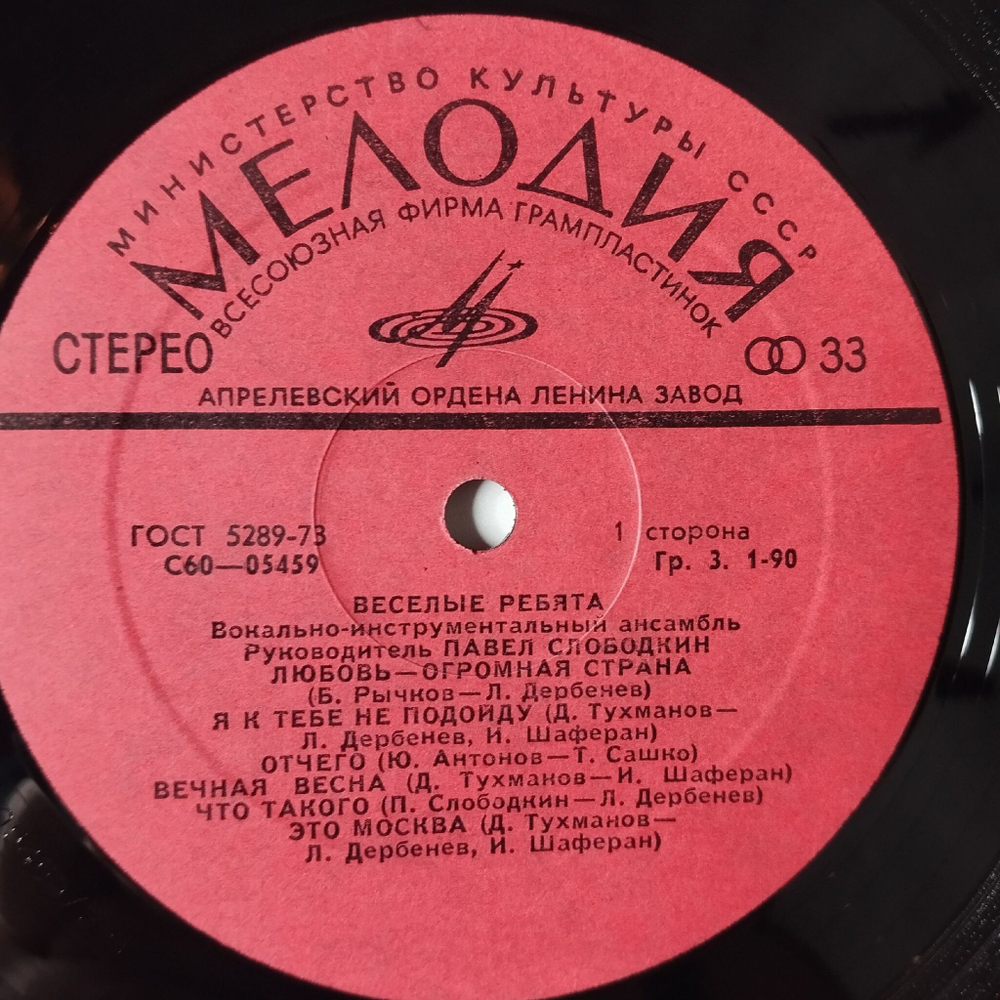 МИНИСТЕРСТВО КУЛЬТУРЫ СССР
МЕЛОДИЯ
ВСЕСОЮЗНАЯ ФИРМА ГРАМПЛАСТИНОК
СТЕРЕО
33
АПРЕЛЕВСКИЙ ОРДЕНА ЛЕНИНА ЗАВОД
ГОСТ 5289-73
1 сторона
С60—05459
Гр. 3. 1-90
ВЕСЕЛЫЕ РЕБЯТА
Вокально-инструментальный ансамбль
Руководитель ПАВЕЛ СЛОБОДКИН
ЛЮБОВЬ—ОГРОМНАЯ СТРАНА
(Б. Рычков—Л. Дербенев)
Я К ТЕБЕ НЕ ПОДОЙДУ (Д. Тухманов—
Л. Дербенев, И. Шаферан)
ОТЧЕГО (Ю. Антонов—Т. Сашко)
ВЕЧНАЯ ВЕСНА (Д. Тухманов—И. Шаферан)
ЧТО ТАКОГО (П. Слободкин—Л. Дербенев)
ЭТО МОСКВА (Д. Тухманов—
Л. Дербенев, И. Шаферан)